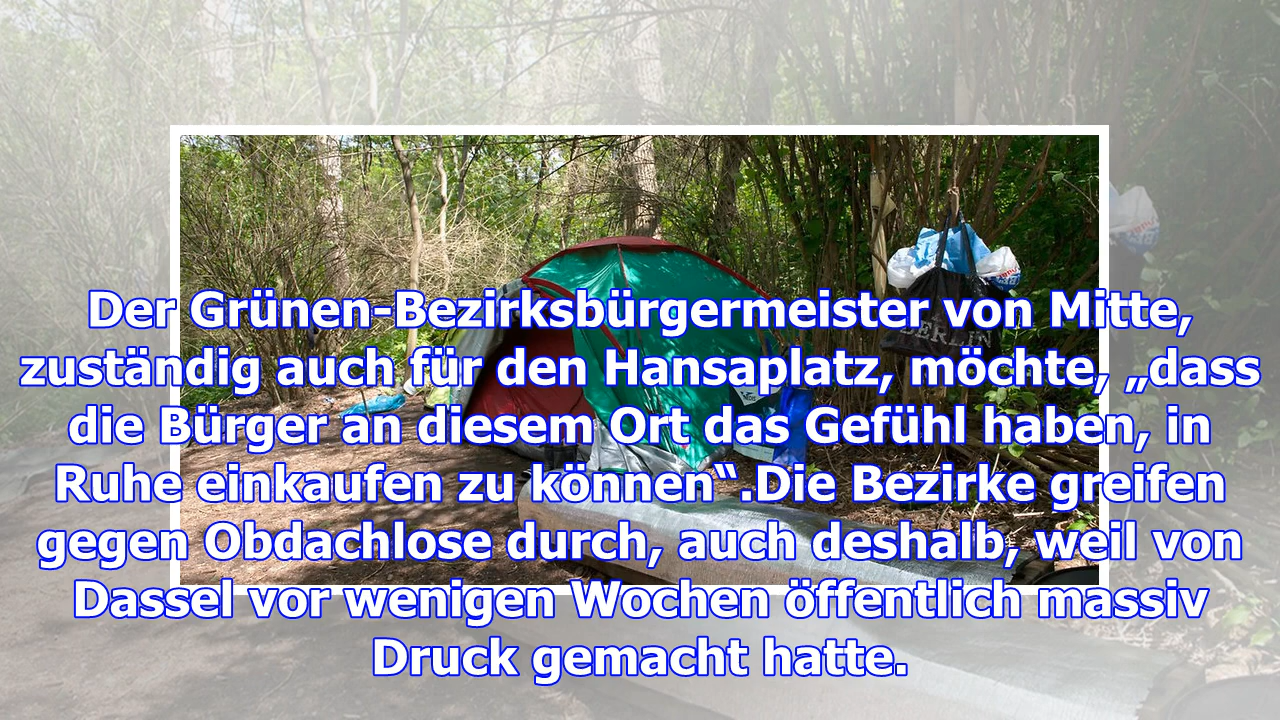 Der Grünen-Bezirksbürgermeister von Mitte,
zuständig auch für den Hansaplatz, möchte, „dass
die Bürger an diesem Ort das Gefühl haben, in
Ruhe einkaufen zu können“.Die Bezirke greifen
gegen Obdachlose durch, auch deshalb, weil von
Dassel vor wenigen Wochen öffentlich massiv
Druck gemacht hatte.
BERLIN